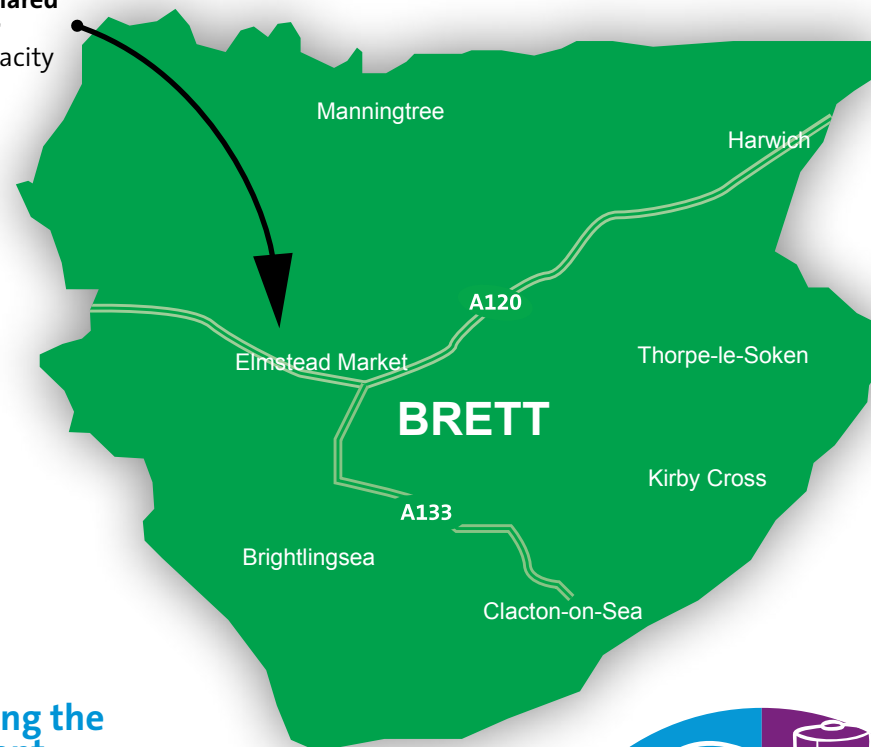 acity
Manningtree
Harwich
A120
Elmstead Market
Thorpe-le-Soken
BRETT
Kirby Cross
A133
Brightlingsea
Clacton-on-Sea
ng the